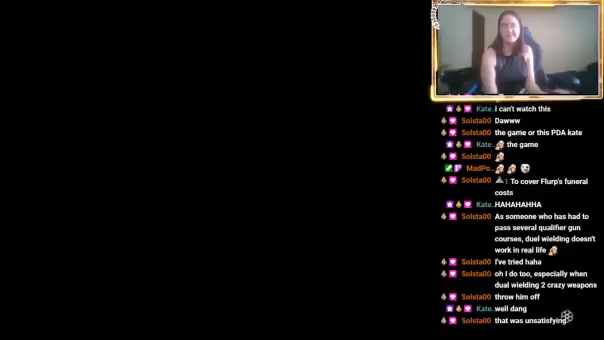 Kate.. I can't watch this
Solsta00 Dawww
Solsta00 the game or this PDA kate
Kate.. the game
Solsta00
MadPo...
Solsta00 1 To cover Flurp's funeral
costs
Kate.. HAHAHAHHA
Solsta00 As someone who has had to
pass several qualifier gun
courses, duel wielding doesn't
work in real life
Solsta00 I've tried haha
Solsta00 oh I do too, especially when
dual wielding 2 crazy weapons
Solsta00 throw him off
Kate.. well dang
Solsta00 that was unsatisfying